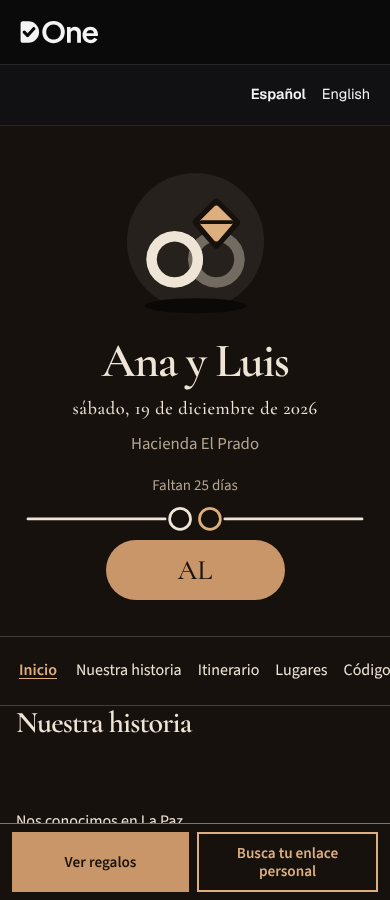 One
Español English
Ana y Luis
sábado, 19 de diciembre de 2026
Hacienda El Prado
Faltan 25 días
AL
Inicio Nuestra historia Itinerario Lugares Código
Nuestra historia
Nos conocimos en La Paz
Ver regalos
Busca tu enlace
personal